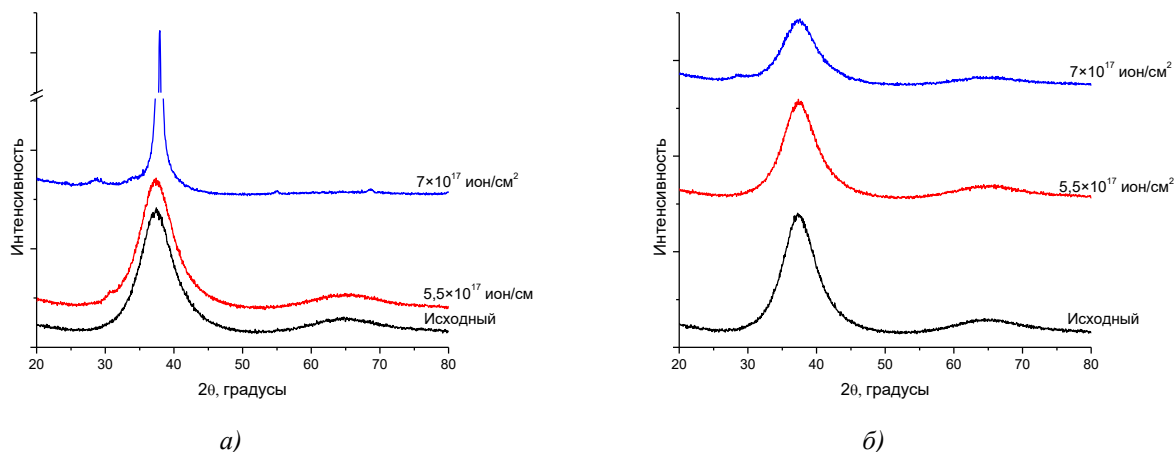 Интенсивность
7×10¹⁷ ион/см²
5,5×10¹⁷ ион/см
Исходный
20 30 40 50 60 70 80
2θ, градусы
а)
Интенсивность
7×10¹⁷ ион/см²
5,5×10¹⁷ ион/см²
Исходный
20 30 40 50 60 70 80
2θ, градусы
б)